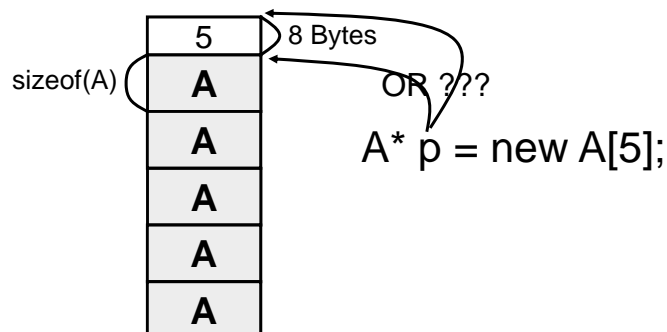 5
8 Bytes
sizeof(A)
A
OR ???
A
A* p = new A[5];
A
A
A